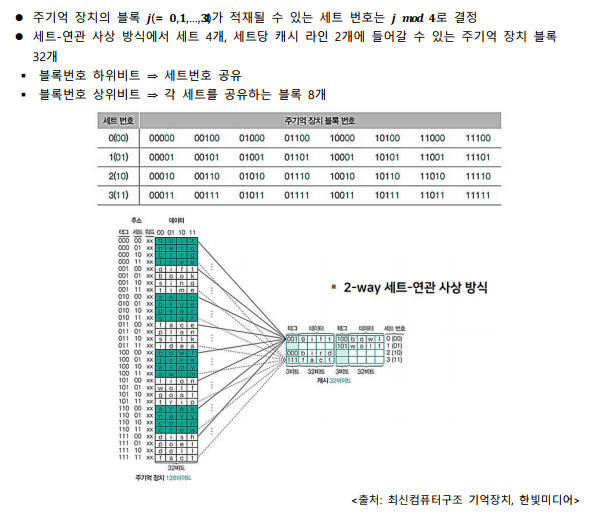 ● 주기억 장치의 블록 j(= 0,1,...,3)가 적재될 수 있는 세트 번호는 j mod 4로 결정
● 세트-연관 사상 방식에서 세트 4개, 세트당 캐시 라인 2개에 들어갈 수 있는 주기억 장치 블록
32개
▪ 블록번호 하위비트 ⇒ 세트번호 공유
▪ 블록번호 상위비트 ⇒ 각 세트를 공유하는 블록 8개
세트 번호 주기억 장치 블록 번호
0(00) 00000 00100 01000 01100 10000 10100 11000 11100
1(01) 00001 00101 01001 01101 10001 10101 11001 11101
2(10) 00010 00110 01010 01110 10010 10110 11010 11110
3(11) 00011 00111 01011 01111 10011 10111 11011 11111
주소 데이터
태그 세트 워드 00 01 10 11
000 00 xx q u i z
000 01 xx
000 10 xx b i r d
000 11 xx
001 00 xx g i f t
001 01 xx b o o k
001 10 xx s i n g
001 11 xx t i m e
010 00 xx s k i n
010 01 xx
010 10 xx
010 11 xx
011 00 xx f a c e
011 01 xx p l a n
011 10 xx s i l k
011 11 xx i d e a
100 00 xx b o w l
100 01 xx
100 10 xx a r m y
100 11 xx
101 00 xx l i o n
101 01 xx w o l f
101 10 xx g o a l
101 11 xx t r i p
110 00 xx a r e a
110 01 xx n a v y
110 10 xx c o i n
110 11 xx c r e w
111 00 xx d i s h
111 01 xx p o e t
111 10 xx d o l l
111 11 xx f a c t
32비트
주기억 장치 128바이트
▪ 2-way 세트-연관 사상 방식
태그 데이터 태그 데이터 세트 번호
001 g i f t 100 b o w l 0 (00)
101 w o l f 1 (01)
000 b i r d 2 (10)
111 f a c t 3 (11)
3비트 32비트 3비트 32비트
캐시 32바이트
<출처: 최신컴퓨터구조 기억장치, 한빛미디어>